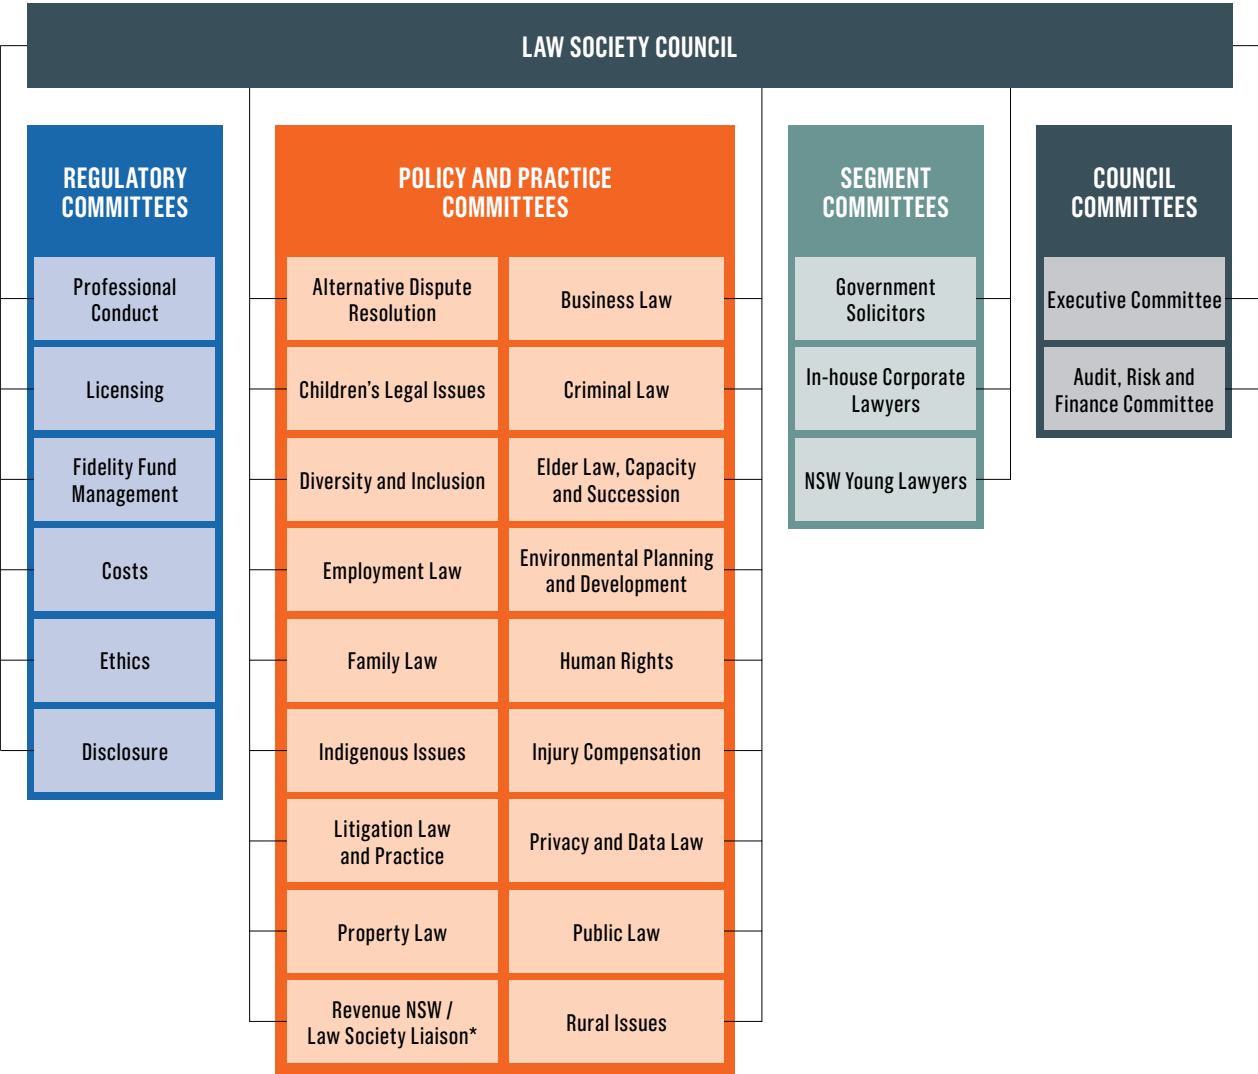 LAW SOCIETY COUNCIL
REGULATORY
COMMITTEES
Professional
Conduct
Licensing
Fidelity Fund
Management
Costs
Ethics
Disclosure
POLICY AND PRACTICE
COMMITTEES
Alternative Dispute
Resolution
Business Law
Children’s Legal Issues
Criminal Law
Diversity and Inclusion
Elder Law, Capacity
and Succession
Employment Law
Environmental Planning
and Development
Family Law
Human Rights
Indigenous Issues
Injury Compensation
Litigation Law
and Practice
Privacy and Data Law
Property Law
Public Law
Revenue NSW /
Law Society Liaison*
Rural Issues
SEGMENT
COMMITTEES
Government
Solicitors
In-house Corporate
Lawyers
NSW Young Lawyers
COUNCIL
COMMITTEES
Executive Committee
Audit, Risk and
Finance Committee